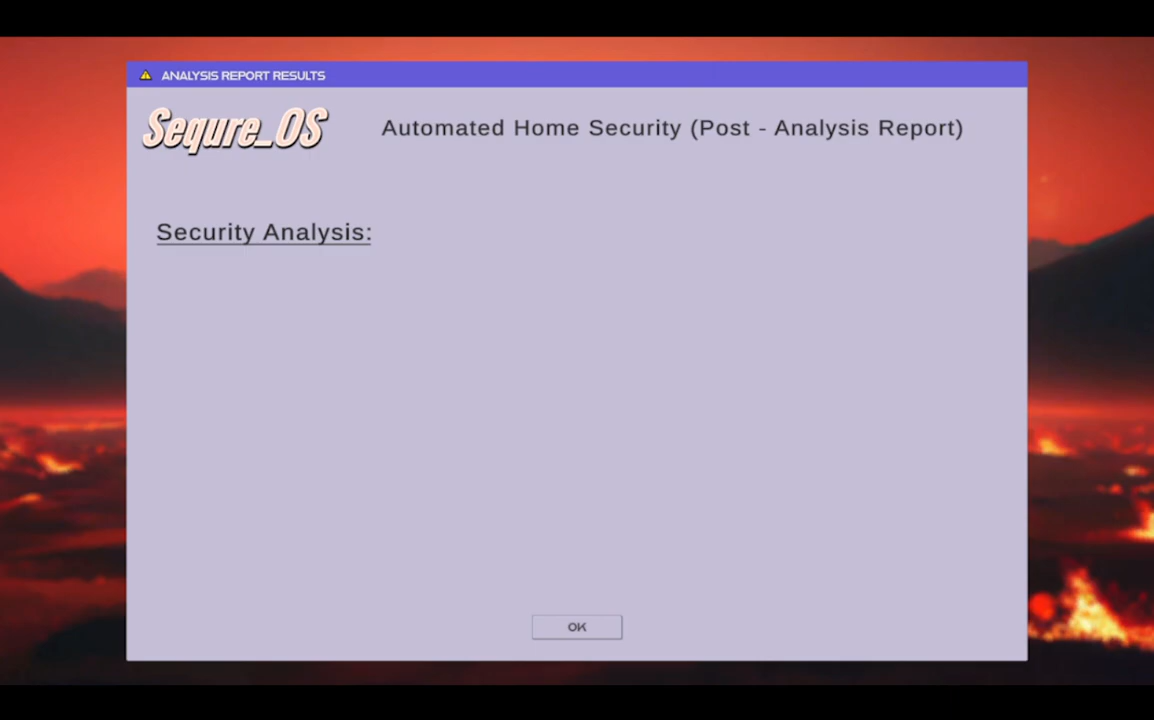 ANALYSIS REPORT RESULTS
Sequre_OS
Automated Home Security (Post - Analysis Report)
Security Analysis:
OK